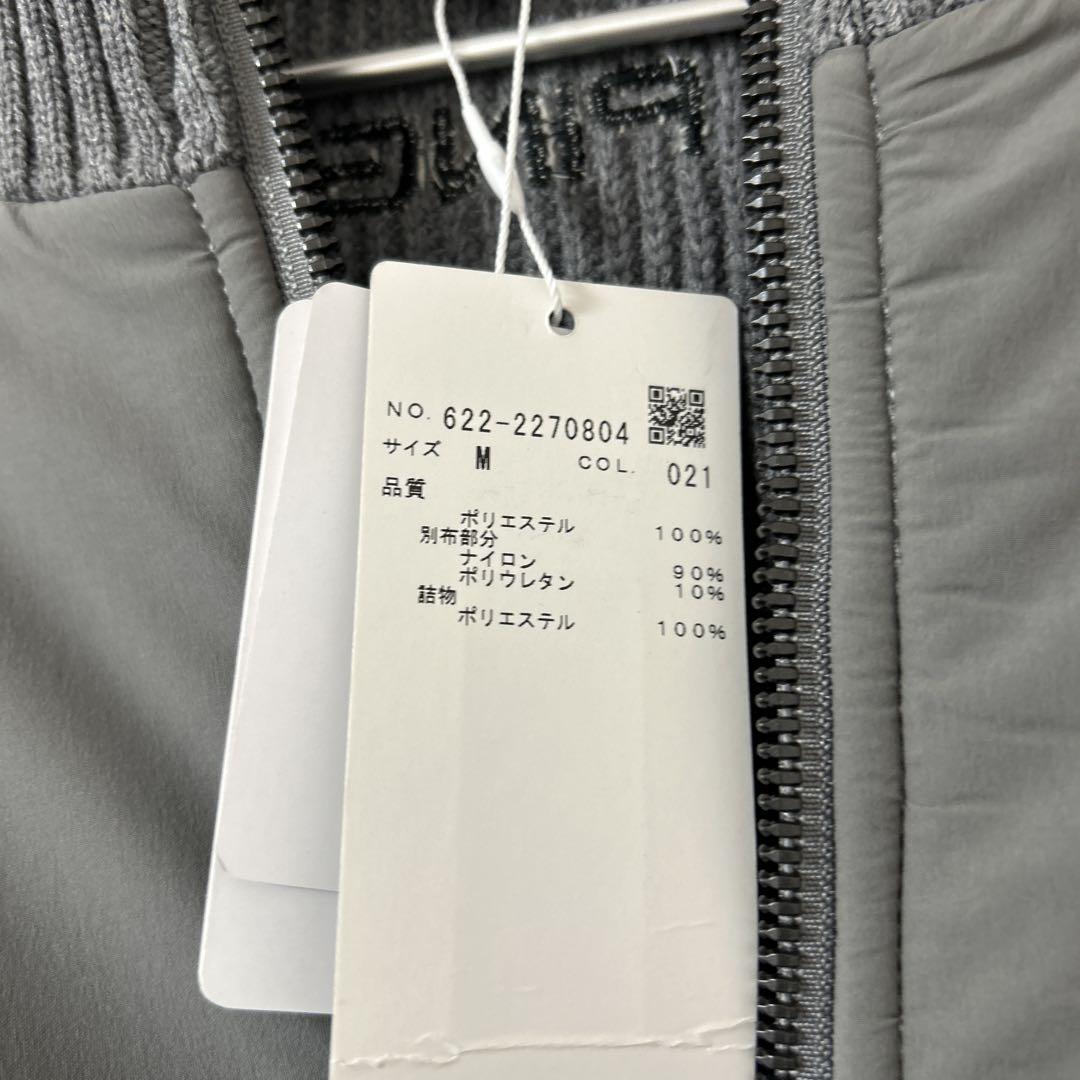 PING
NO. 622-2270804
サイズ M COL. 021
品質
ポリエステル 100%
別布部分
ナイロン 90%
ポリウレタン 10%
詰物
ポリエステル 100%